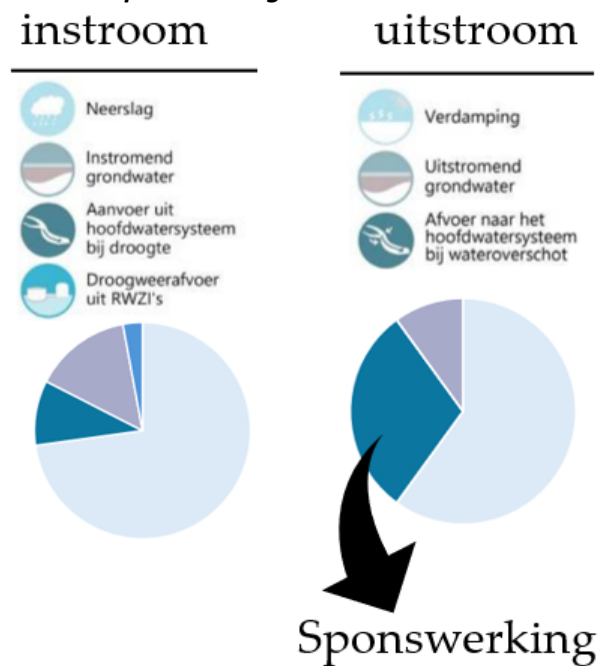 instroom
Neerslag
Instromend
grondwater
Aanvoer uit
hoofdwatersysteem
bij droogte
Droogweerafvoer
uit RWZI's
uitstroom
Verdamping
Uitstromend
grondwater
Afvoer naar het
hoofdwatersysteem
bij wateroverschot
Sponswerking